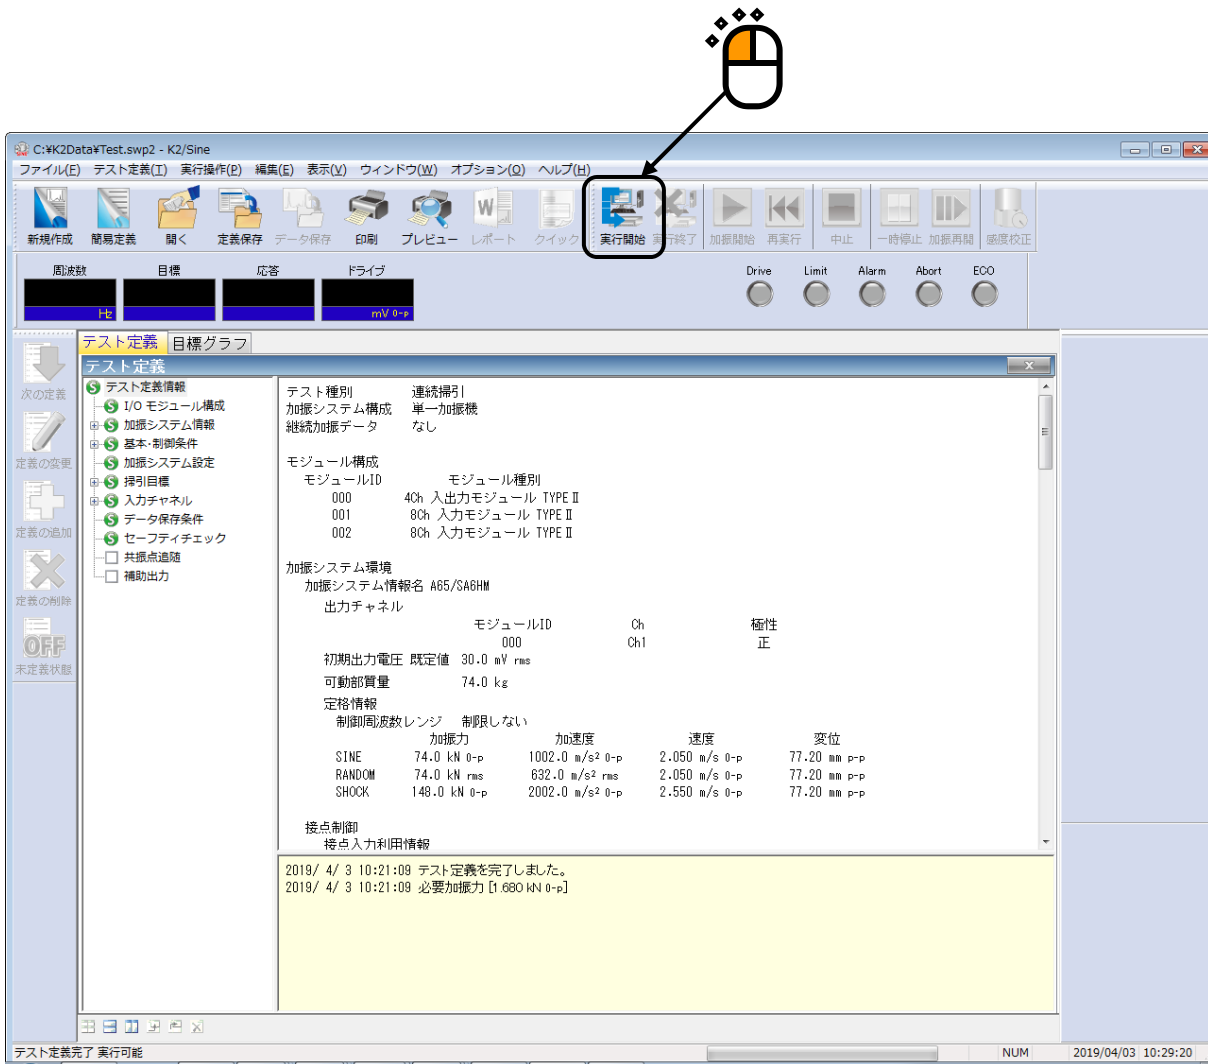 C:¥K2Data¥Test.swp2 - K2/Sine
ファイル(F) テスト定義(T) 実行操作(P) 編集(E) 表示(V) ウィンドウ(W) オプション(O) ヘルプ(H)
新規作成 簡易定義 開く 定義保存 データ保存 印刷 プレビュー レポート クイック 実行開始 実行終了 加振開始 再実行 中止 一時停止 加振再開 感度校正
周波数 目標 応答 ドライブ Drive Limit Alarm Abort ECO
Hz mV 0-p
テスト定義 目標グラフ
テスト定義
次の定義
定義の変更
定義の追加
定義の削除
OFF
未定義状態
テスト定義情報
I/O モジュール構成
加振システム情報
基本・制御条件
加振システム設定
掃引目標
入力チャネル
データ保存条件
セーフティチェック
共振点追随
補助出力
テスト種別 連続掃引
加振システム構成 単一加振機
継続加振データ なし
モジュール構成
モジュールID モジュール種別
000 4Ch 入出力モジュール TYPEⅡ
001 8Ch 入力モジュール TYPEⅡ
002 8Ch 入力モジュール TYPEⅡ
加振システム環境
加振システム情報名 A65/SA6HM
出力チャネル
モジュールID Ch 極性
000 Ch1 正
初期出力電圧 既定値 30.0 mV rms
可動部質量 74.0 kg
定格情報
制御周波数レンジ 制限しない
加振力 加速度 速度 変位
SINE 74.0 kN 0-p 1002.0 m/s² 0-p 2.050 m/s 0-p 77.20 mm p-p
RANDOM 74.0 kN rms 632.0 m/s² rms 2.050 m/s 0-p 77.20 mm p-p
SHOCK 148.0 kN 0-p 2002.0 m/s² 0-p 2.550 m/s 0-p 77.20 mm p-p
接点制御
接点入力利用情報
2019/ 4/ 3 10:21:09 テスト定義を完了しました。
2019/ 4/ 3 10:21:09 必要加振力 [1.680 kN 0-p]
テスト定義完了 実行可能 NUM 2019/04/03 10:29:20